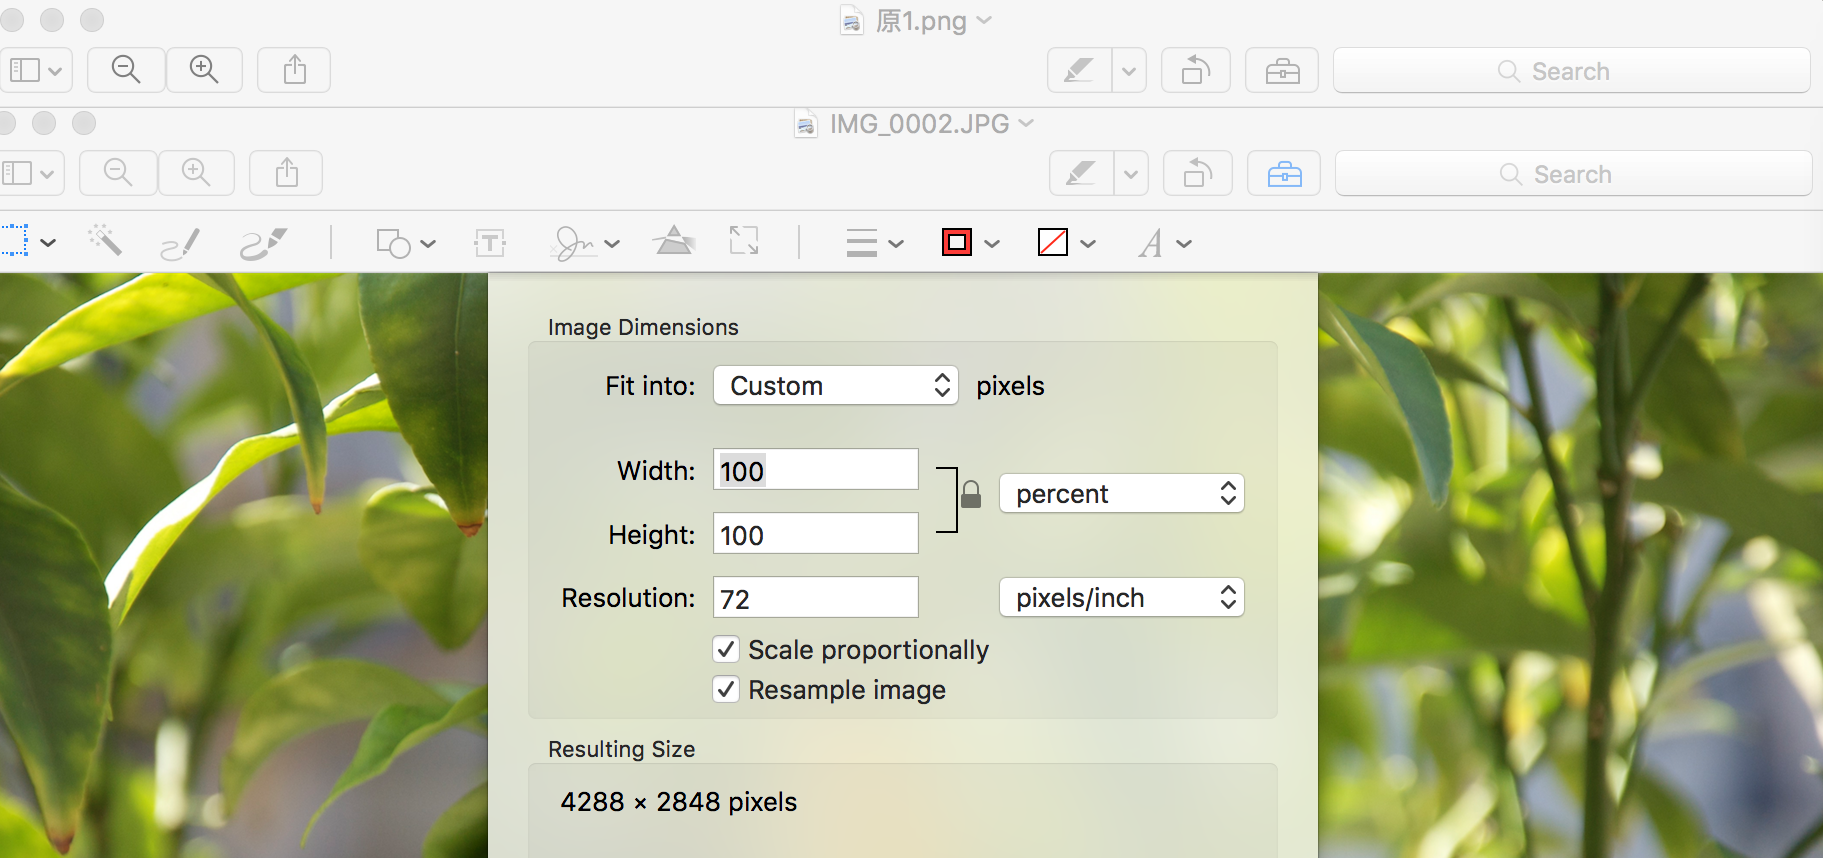 原1.png
Search
IMG_0002.JPG
Search
T
A
Image Dimensions
Fit into: Custom pixels
Width: 100
percent
Height: 100
Resolution: 72 pixels/inch
Scale proportionally
Resample image
Resulting Size
4288 × 2848 pixels